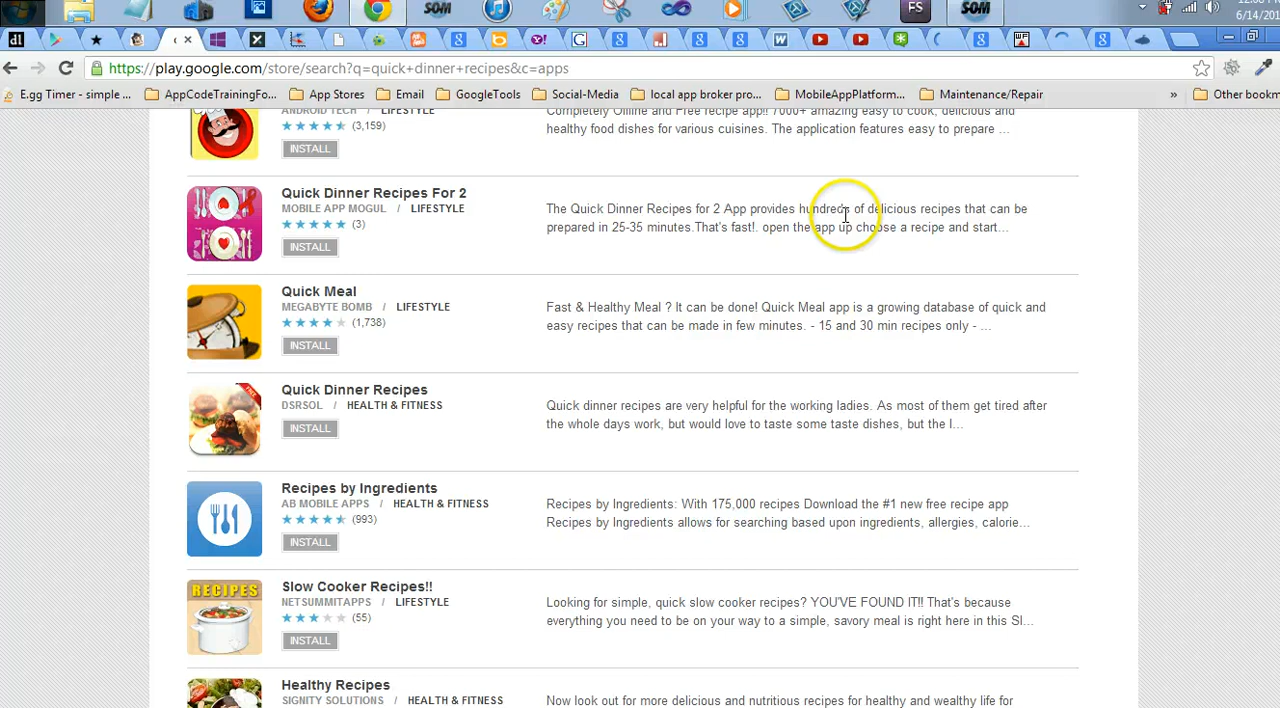 12:08 PM
6/14/201
SOM
FS
SOM
https://play.google.com/store/search?q=quick+dinner+recipes&c=apps
E.gg Timer - simple ...
AppCodeTrainingFo...
App Stores
Email
GoogleTools
Social-Media
local app broker pro...
MobileAppPlatform...
Maintenance/Repair
»
Other bookm
ANDROID TECH / LIFESTYLE
(3,159)
INSTALL
Completely Online and Free recipe app!! 7000+ amazing easy to cook, delicious and
healthy food dishes for various cuisines. The application features easy to prepare ...
Quick Dinner Recipes For 2
MOBILE APP MOGUL / LIFESTYLE
(3)
INSTALL
The Quick Dinner Recipes for 2 App provides hundreds of delicious recipes that can be
prepared in 25-35 minutes.That's fast!. open the app up choose a recipe and start...
Quick Meal
MEGABYTE BOMB / LIFESTYLE
(1,738)
INSTALL
Fast & Healthy Meal ? It can be done! Quick Meal app is a growing database of quick and
easy recipes that can be made in few minutes. - 15 and 30 min recipes only - ...
Quick Dinner Recipes
DSRSOL / HEALTH & FITNESS
INSTALL
Quick dinner recipes are very helpful for the working ladies. As most of them get tired after
the whole days work, but would love to taste some taste dishes, but the l...
Recipes by Ingredients
AB MOBILE APPS / HEALTH & FITNESS
(993)
INSTALL
Recipes by Ingredients: With 175,000 recipes Download the #1 new free recipe app
Recipes by Ingredients allows for searching based upon ingredients, allergies, calorie...
RECIPES
Slow Cooker Recipes!!
NETSUMMITAPPS / LIFESTYLE
(55)
INSTALL
Looking for simple, quick slow cooker recipes? YOU'VE FOUND IT!! That's because
everything you need to be on your way to a simple, savory meal is right here in this Sl...
Healthy Recipes
SIGNITY SOLUTIONS / HEALTH & FITNESS
Now look out for more delicious and nutritious recipes for healthy and wealthy life for